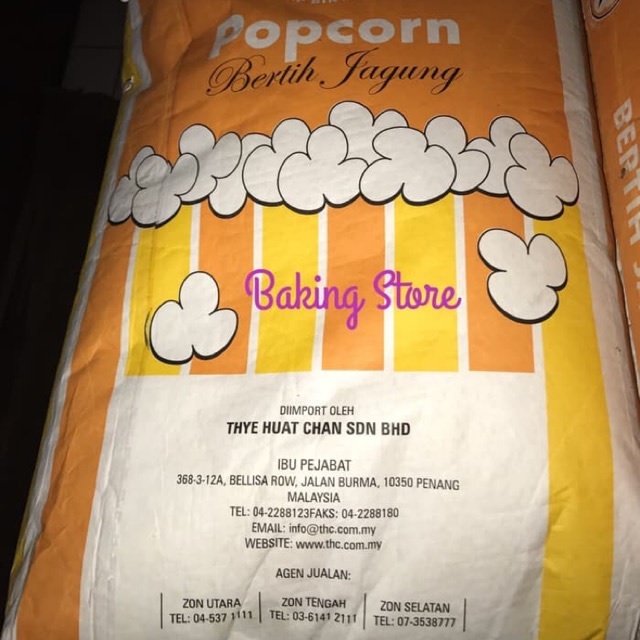 Popcorn
Bertih Jagung
Baking Store
DIIMPORT OLEH
THYE HUAT CHAN SDN BHD
IBU PEJABAT
368-3-12A, BELLISA ROW, JALAN BURMA, 10350 PENANG
MALAYSIA
TEL: 04-2288123FAKS: 04-2288180
EMAIL: info@thc.com.my
WEBSITE: www.thc.com.my
AGEN JUALAN:
ZON UTARA
TEL: 04-537 1111
ZON TENGAH
TEL: 03-6141 2111
ZON SELATAN
TEL: 07-3538777